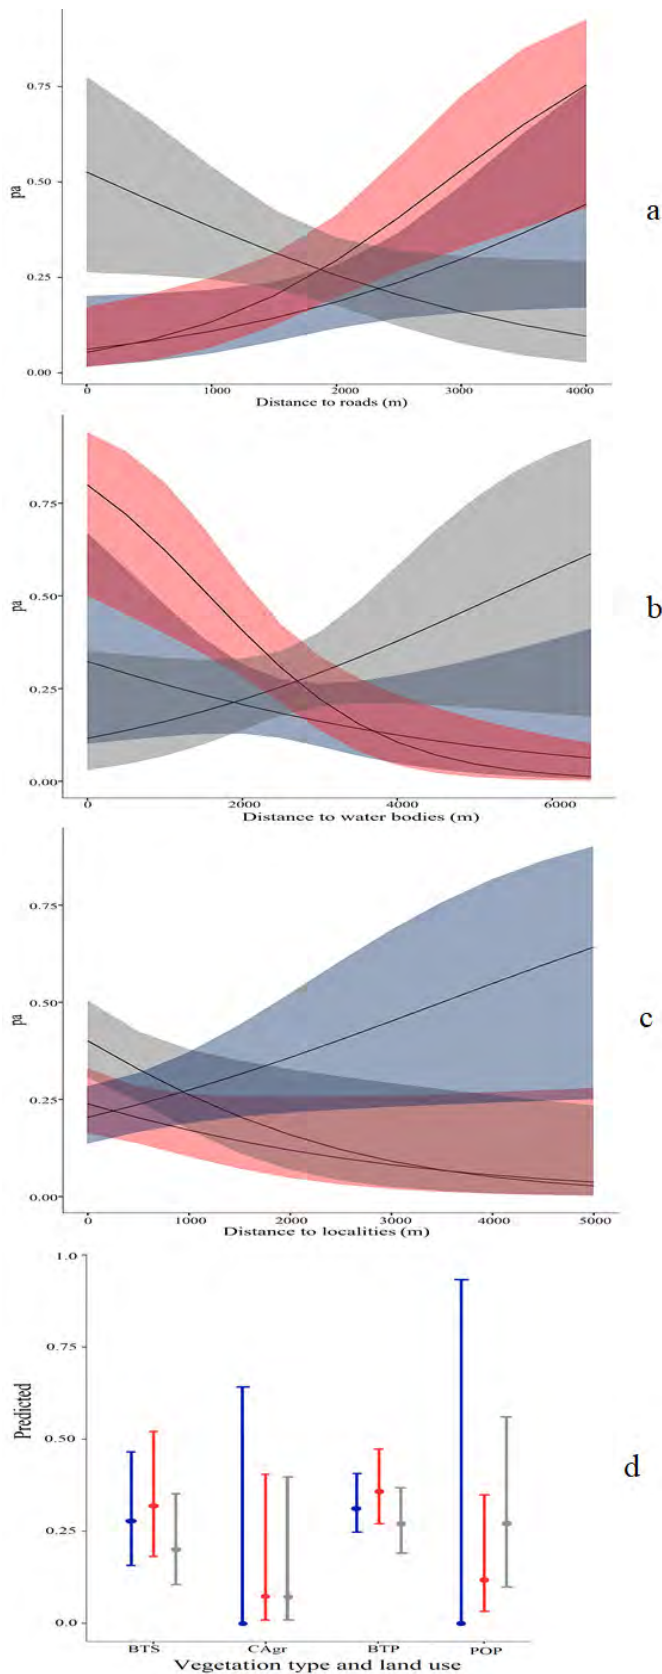 0.75
0.50
pa
a
0.25
0.00
0 1000 2000 3000 4000
Distance to roads (m)
0.75
0.50
pa
b
0.25
0.00
0 2000 4000 6000
Distance to water bodies (m)
0.75
0.50
pa
c
0.25
0.00
0 1000 2000 3000 4000 5000
Distance to localities (m)
1.0
0.75
Predicted
0.50
d
0.25
0.0
BTS CAgr BTP POP
Vegetation type and land use